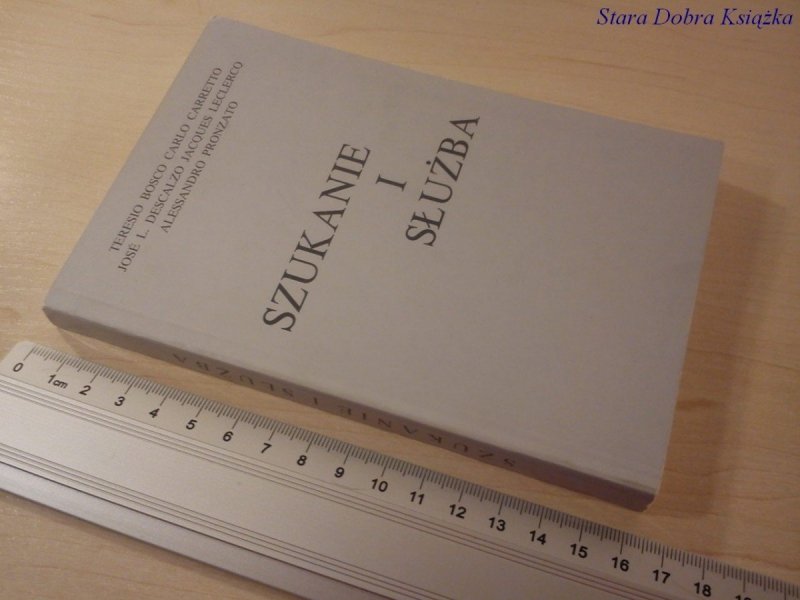 Stara Dobra Książka
TERESIO BOSCO CARLO CARRETTO
JOSÉ L. DESCALZO JACQUES LECLERCQ
ALESSANDRO PRONZATO
SZUKANIE
I
SŁUŻBA
SZUKANIE I SŁUŻBA
0 1cm 2 3 4 5 6 7 8 9 10 11 12 13 14 15 16 17 18